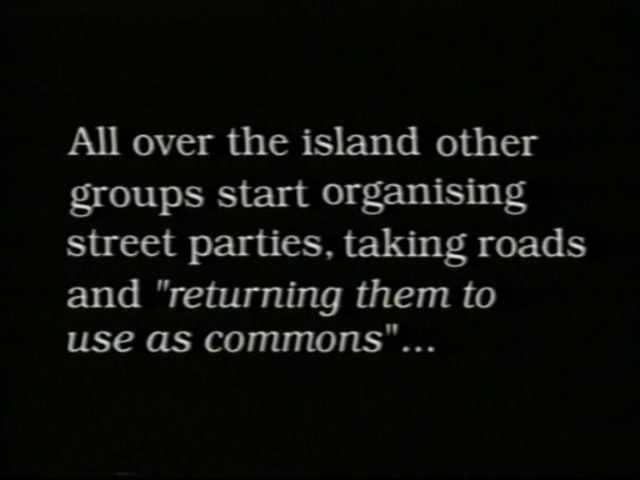 All over the island other
groups start organising
street parties, taking roads
and "returning them to
use as commons"...